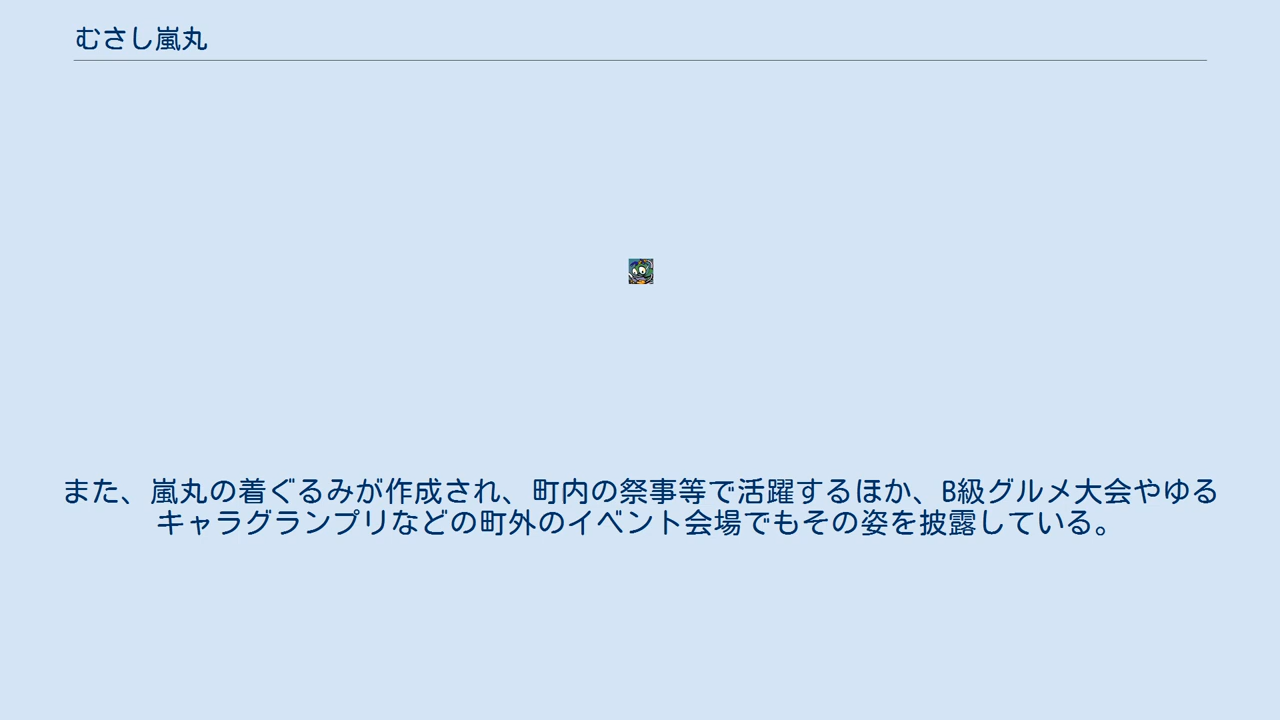 むさし嵐丸
また、嵐丸の着ぐるみが作成され、町内の祭事等で活躍するほか、B級グルメ大会やゆる
キャラグランプリなどの町外のイベント会場でもその姿を披露している。